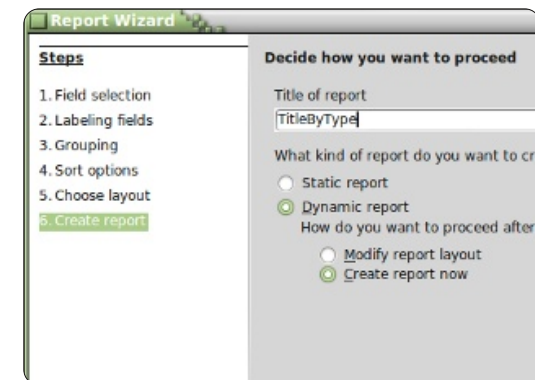 Report Wizard
Steps
1. Field selection
2. Labeling fields
3. Grouping
4. Sort options
5. Choose layout
6. Create report
Decide how you want to proceed
Title of report
TitleByType
What kind of report do you want to cr
Static report
Dynamic report
How do you want to proceed after
Modify report layout
Create report now